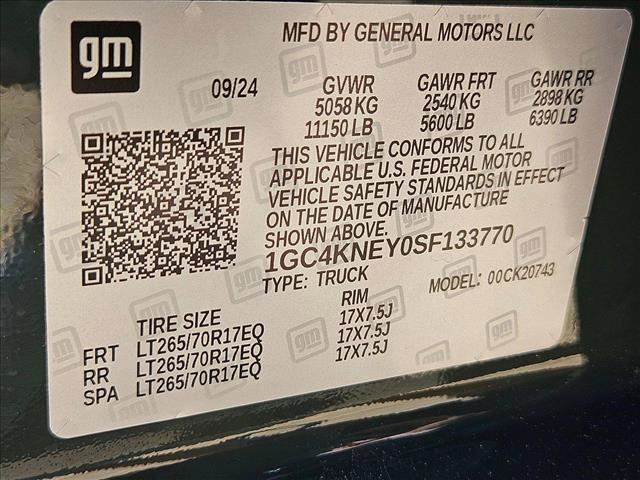 gm
MFD BY GENERAL MOTORS LLC
09/24
GVWR GAWR FRT GAWR RR
5058 KG 2540 KG 2898 KG
11150 LB 5600 LB 6390 LB
THIS VEHICLE CONFORMS TO ALL
APPLICABLE U.S. FEDERAL MOTOR
VEHICLE SAFETY STANDARDS IN EFFECT
ON THE DATE OF MANUFACTURE
SHOWN ABOVE.
1GC4KNEY0SF133770
TYPE: TRUCK MODEL: 00CK20743
TIRE SIZE RIM
FRT LT265/70R17EQ 17X7.5J
RR LT265/70R17EQ 17X7.5J
SPA LT265/70R17EQ 17X7.5J